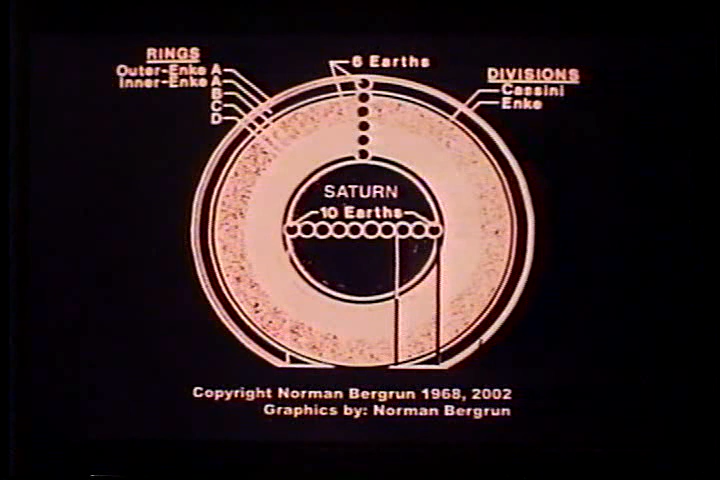 RINGS
Outer-Enke A
Inner-Enke A
B
C
D
6 Earths
DIVISIONS
Cassini
Enke
SATURN
10 Earths
Copyright Norman Bergrun 1968, 2002
Graphics by: Norman Bergrun